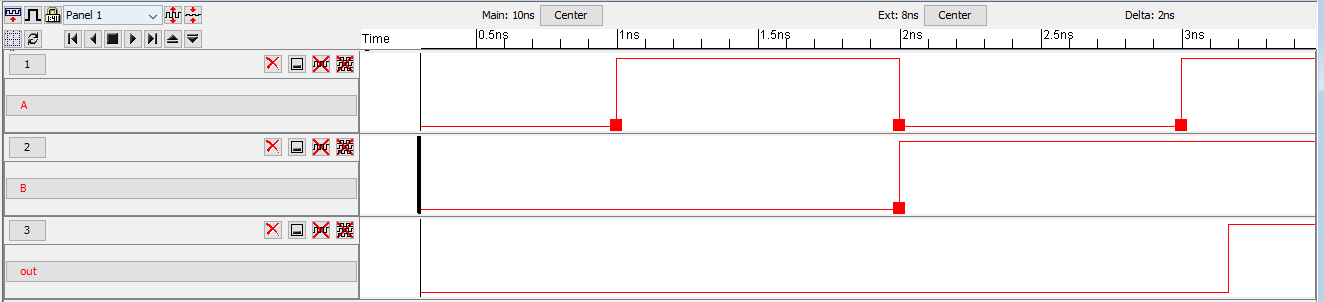 Panel 1 Main: 10ns Center Ext: 8ns Center Delta: 2ns
Time 0.5ns 1ns 1.5ns 2ns 2.5ns 3ns
1
A
2
B
3
out